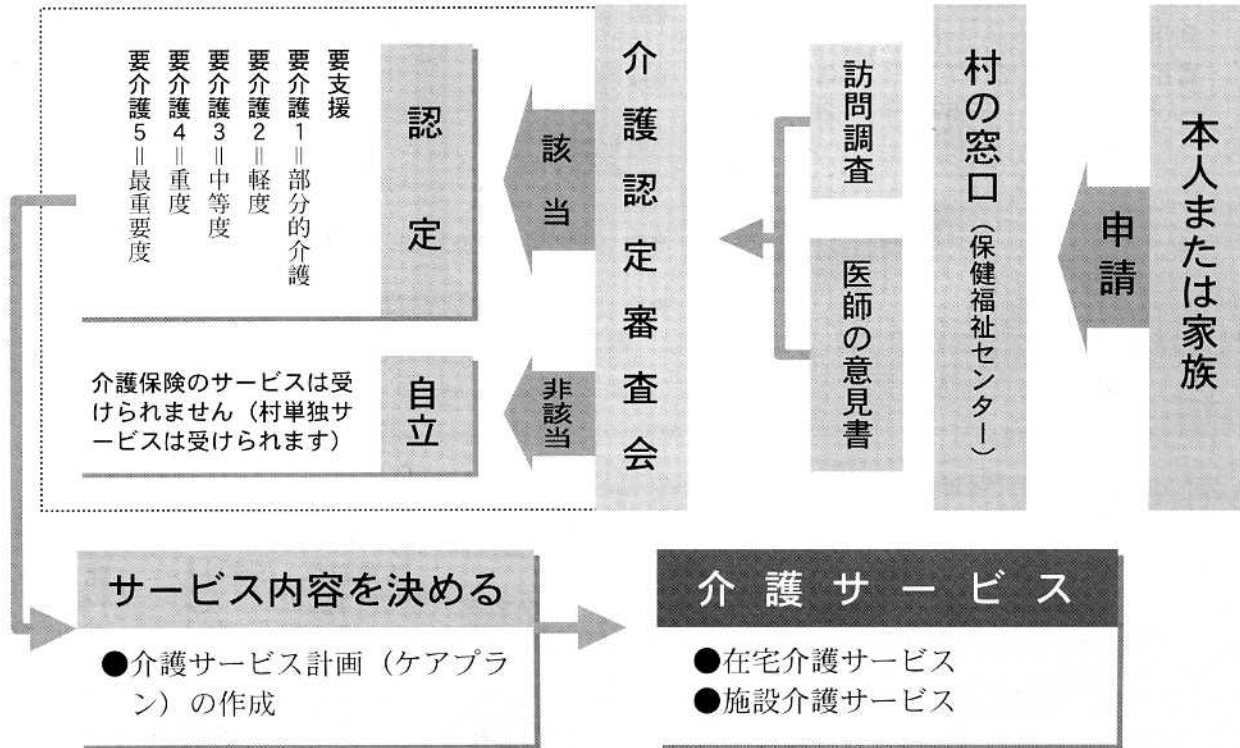 本人または家族
申請
村の窓口(保健福祉センター)
訪問調査
医師の意見書
介護認定審査会
該当
認定
要支援
要介護1＝部分的介護
要介護2＝軽度
要介護3＝中等度
要介護4＝重度
要介護5＝最重要度
非該当
自立
介護保険のサービスは受
けられません(村単独サ
ービスは受けられます)
サービス内容を決める
●介護サービス計画(ケアプラ
ン)の作成
介護サービス
●在宅介護サービス
●施設介護サービス